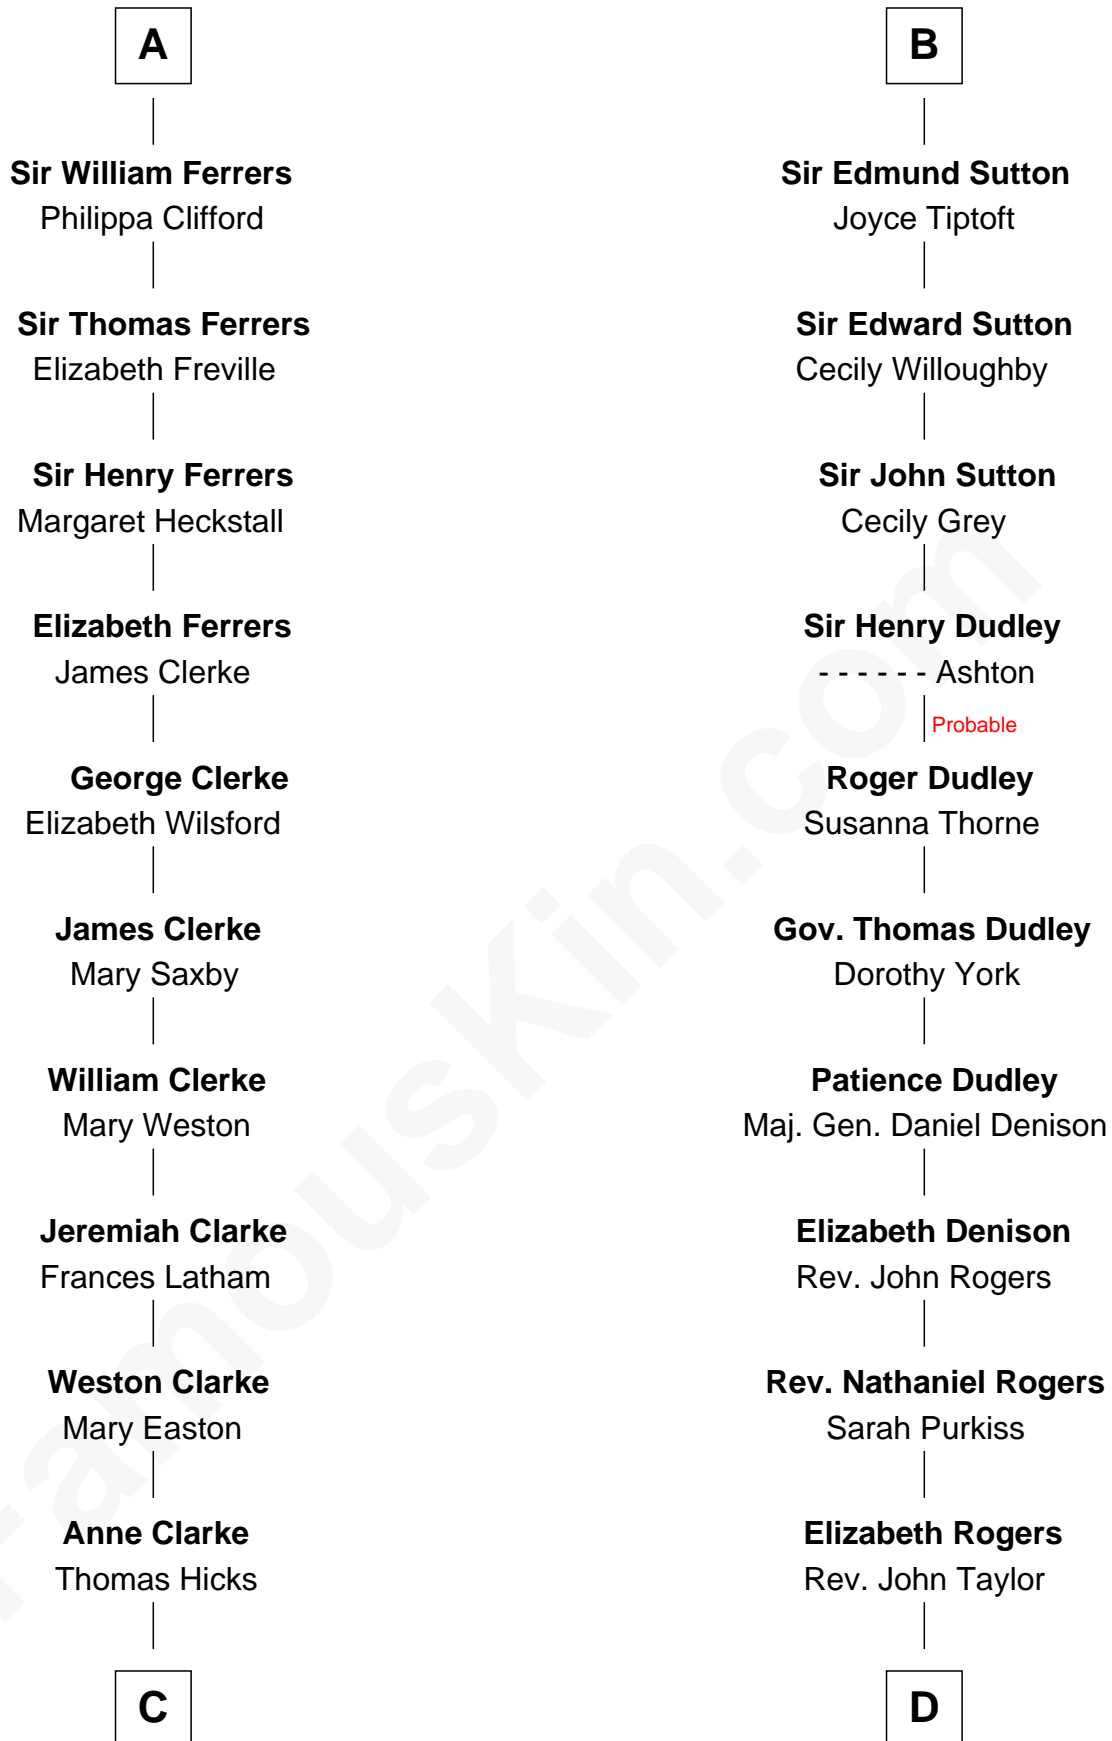 A
Sir William Ferrers
Philippa Clifford
Sir Thomas Ferrers
Elizabeth Freville
Sir Henry Ferrers
Margaret Heckstall
Elizabeth Ferrers
James Clerke
George Clerke
Elizabeth Wilsford
James Clerke
Mary Saxby
William Clerke
Mary Weston
Jeremiah Clarke
Frances Latham
Weston Clarke
Mary Easton
Anne Clarke
Thomas Hicks
C
B
Sir Edmund Sutton
Joyce Tiptoft
Sir Edward Sutton
Cecily Willoughby
Sir John Sutton
Cecily Grey
Sir Henry Dudley
- - - - - - Ashton
Probable
Roger Dudley
Susanna Thorne
Gov. Thomas Dudley
Dorothy York
Patience Dudley
Maj. Gen. Daniel Denison
Elizabeth Denison
Rev. John Rogers
Rev. Nathaniel Rogers
Sarah Purkiss
Elizabeth Rogers
Rev. John Taylor
D
FamousKin.com